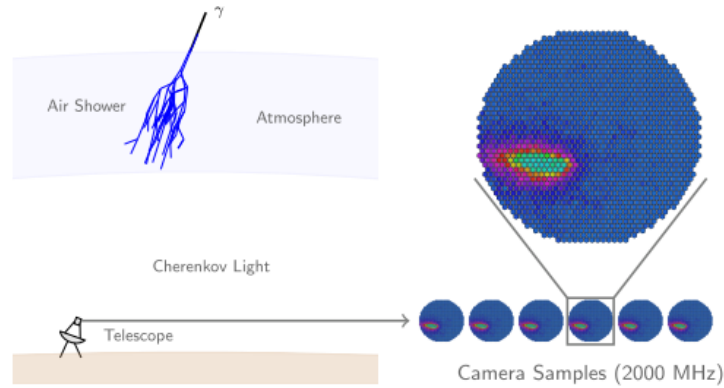 γ
Air Shower
Atmosphere
Cherenkov Light
Telescope
Camera Samples (2000 MHz)